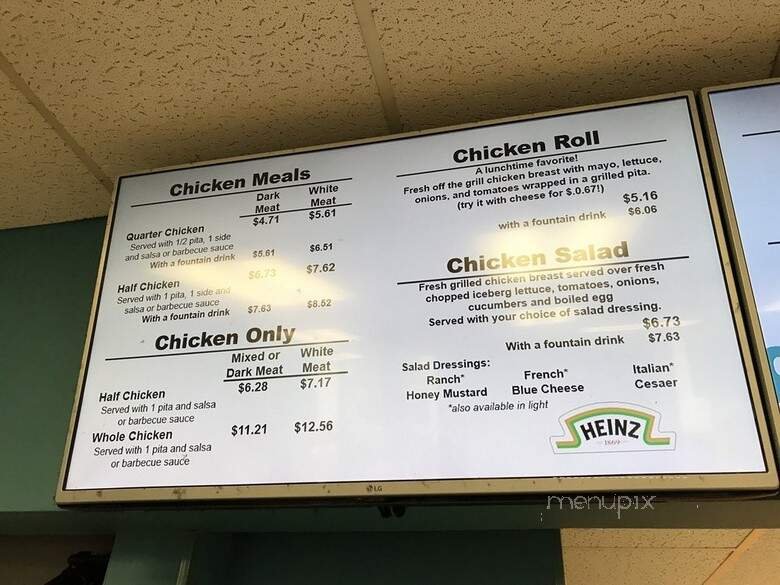 Chicken Meals
Dark Meat
White Meat
Quarter Chicken
$4.71 $5.61
Served with 1/2 pita, 1 side
and salsa or barbecue sauce
With a fountain drink $5.61 $6.51
Half Chicken $6.73 $7.62
Served with 1 pita, 1 side and
salsa or barbecue sauce
With a fountain drink $7.63 $8.52
Chicken Only
Mixed or Dark Meat
White Meat
Half Chicken $6.28 $7.17
Served with 1 pita and salsa
or barbecue sauce
Whole Chicken $11.21 $12.56
Served with 1 pita and salsa
or barbecue sauce
Chicken Roll
A lunchtime favorite!
Fresh off the grill chicken breast with mayo, lettuce,
onions, and tomatoes wrapped in a grilled pita.
(try it with cheese for $.0.67!)
$5.16
with a fountain drink $6.06
Chicken Salad
Fresh grilled chicken breast served over fresh
chopped iceberg lettuce, tomatoes, onions,
cucumbers and boiled egg
Served with your choice of salad dressing.
$6.73
With a fountain drink $7.63
Salad Dressings:
Ranch* French* Italian*
Honey Mustard Blue Cheese Cesaer
*also available in light
HEINZ
1869
LG
menupix